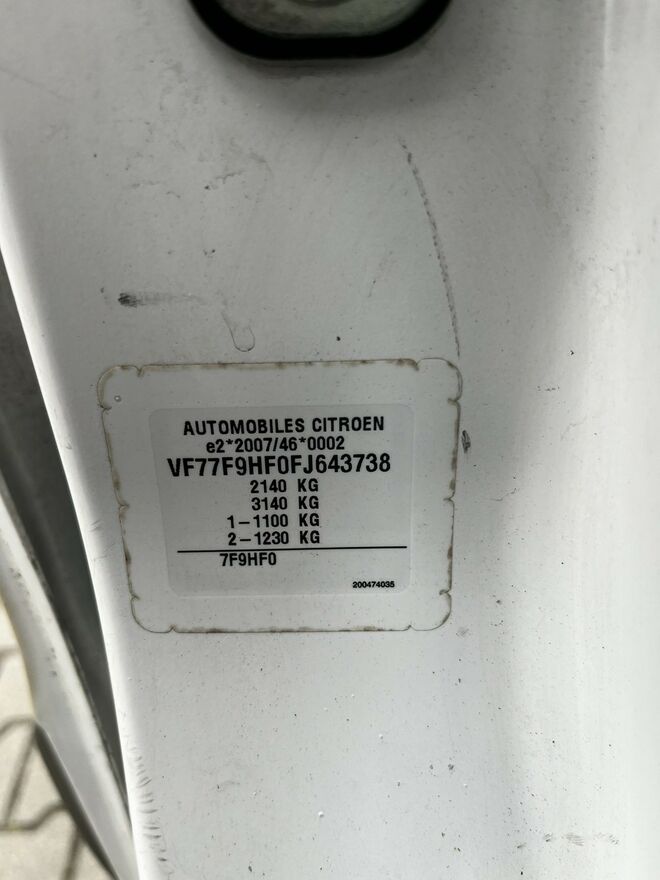 AUTOMOBILES CITROEN
e2*2007/46*0002
VF77F9HF0FJ643738
2140 KG
3140 KG
1-1100 KG
2-1230 KG
7F9HF0
200474035